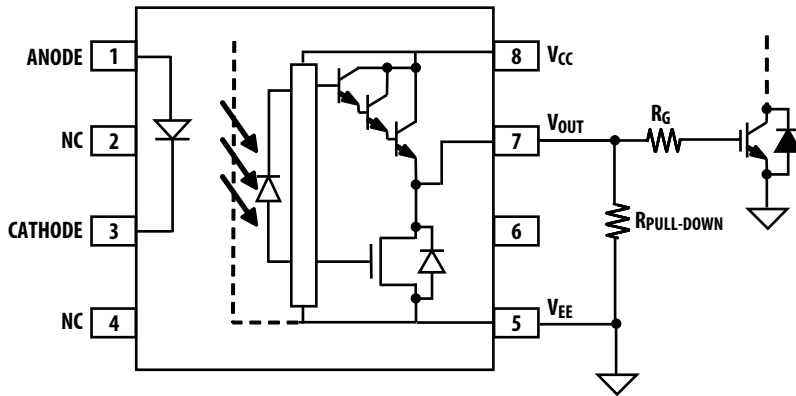 ANODE 1
8 VCC
NC 2
7 VOUT
RG
CATHODE 3
6
RPULL-DOWN
NC 4
5 VEE